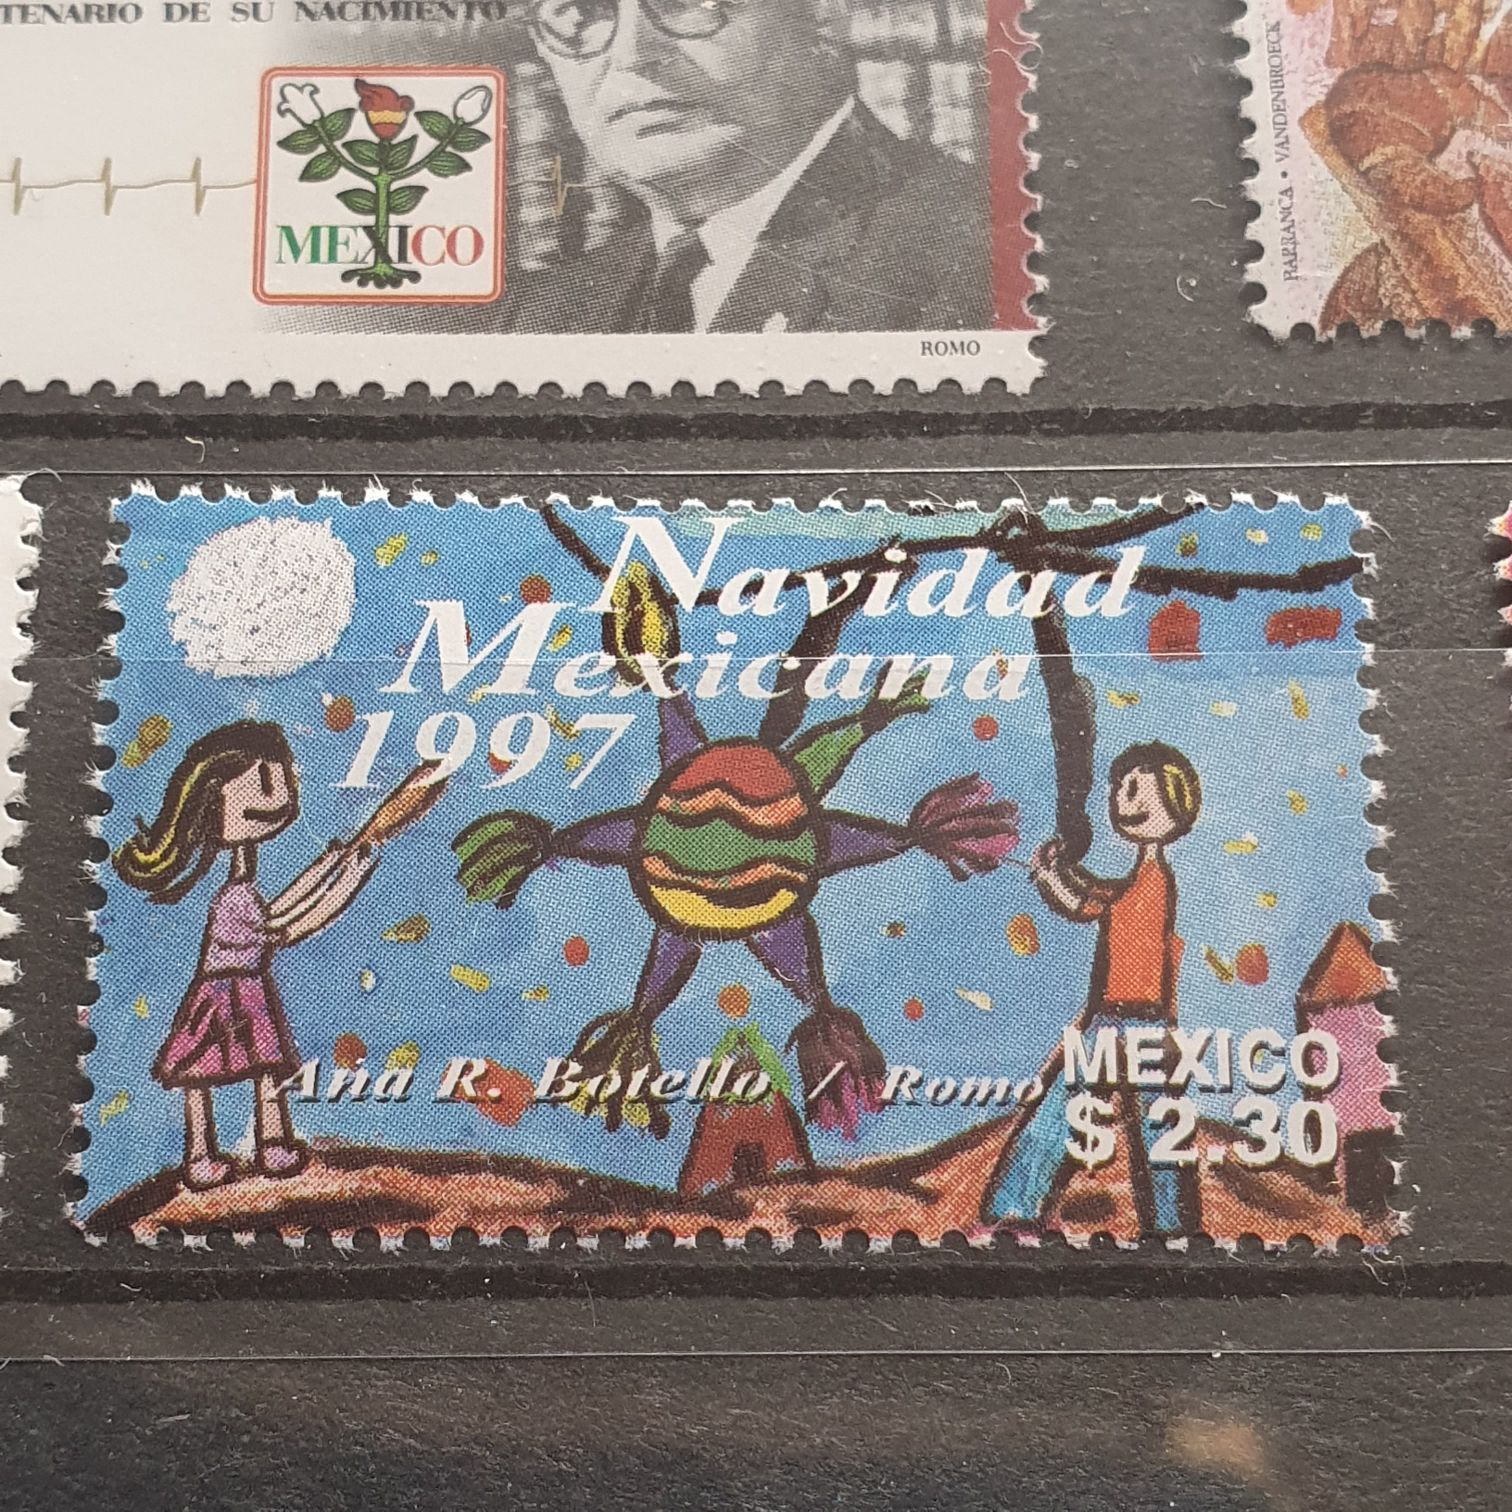 TENARIO DE SU NACIMIENTO
MEXICO
ROMO
BARRANCA • VANDENBROECK
Navidad
Mexicana
1997
Ana R. Botello / Romo
MEXICO
$ 2.30